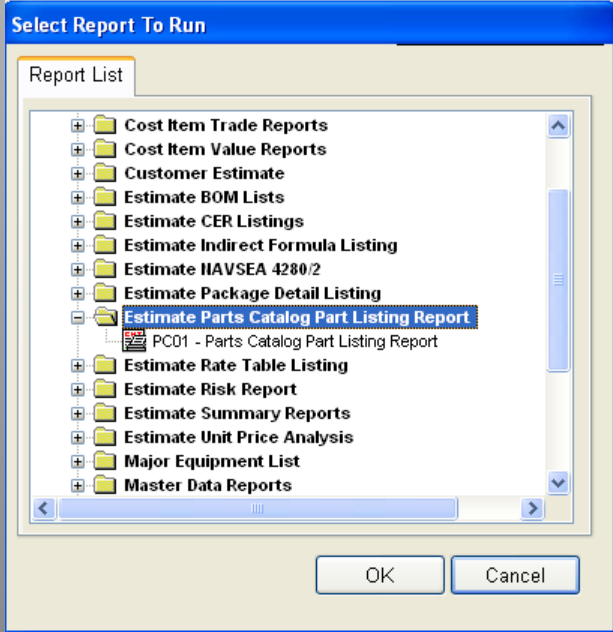 Select Report To Run
Report List
Cost Item Trade Reports
Cost Item Value Reports
Customer Estimate
Estimate BOM Lists
Estimate CER Listings
Estimate Indirect Formula Listing
Estimate NAVSEA 4280/2
Estimate Package Detail Listing
Estimate Parts Catalog Part Listing Report
PC01 - Parts Catalog Part Listing Report
Estimate Rate Table Listing
Estimate Risk Report
Estimate Summary Reports
Estimate Unit Price Analysis
Major Equipment List
Master Data Reports
OK Cancel